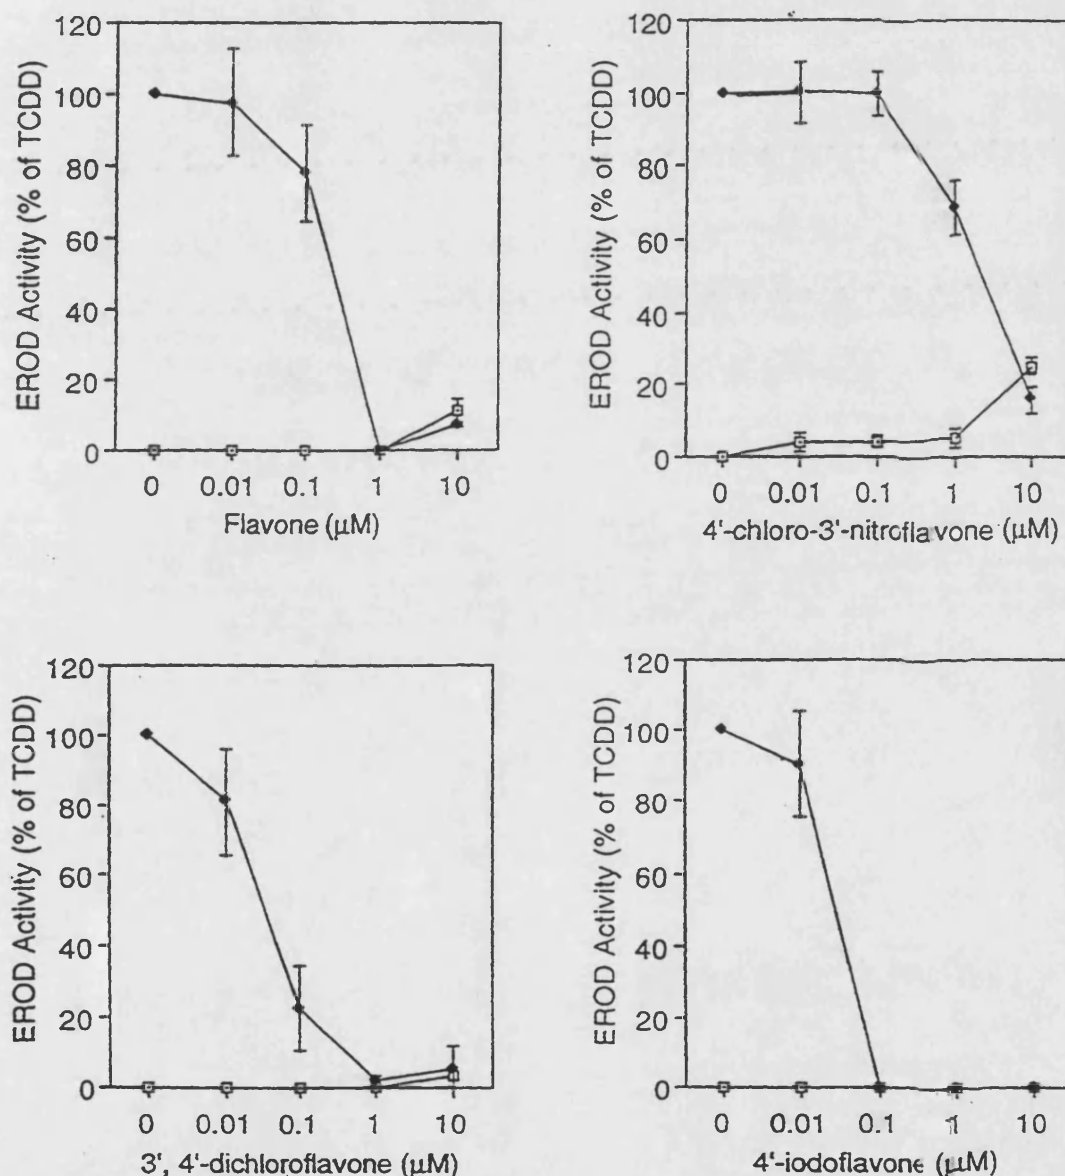 EROD Activity (% of TCDD)
120
100
80
60
40
20
0
0 0.01 0.1 1 10
Flavone (μM)
EROD Activity (% of TCDD)
120
100
80
60
40
20
0
0 0.01 0.1 1 10
4'-chloro-3'-nitroflavone (μM)
EROD Activity (% of TCDD)
120
100
80
60
40
20
0
0 0.01 0.1 1 10
3', 4'-dichloroflavone (μM)
EROD Activity (% of TCDD)
120
100
80
60
40
20
0
0 0.01 0.1 1 10
4'-iodoflavone (μM)